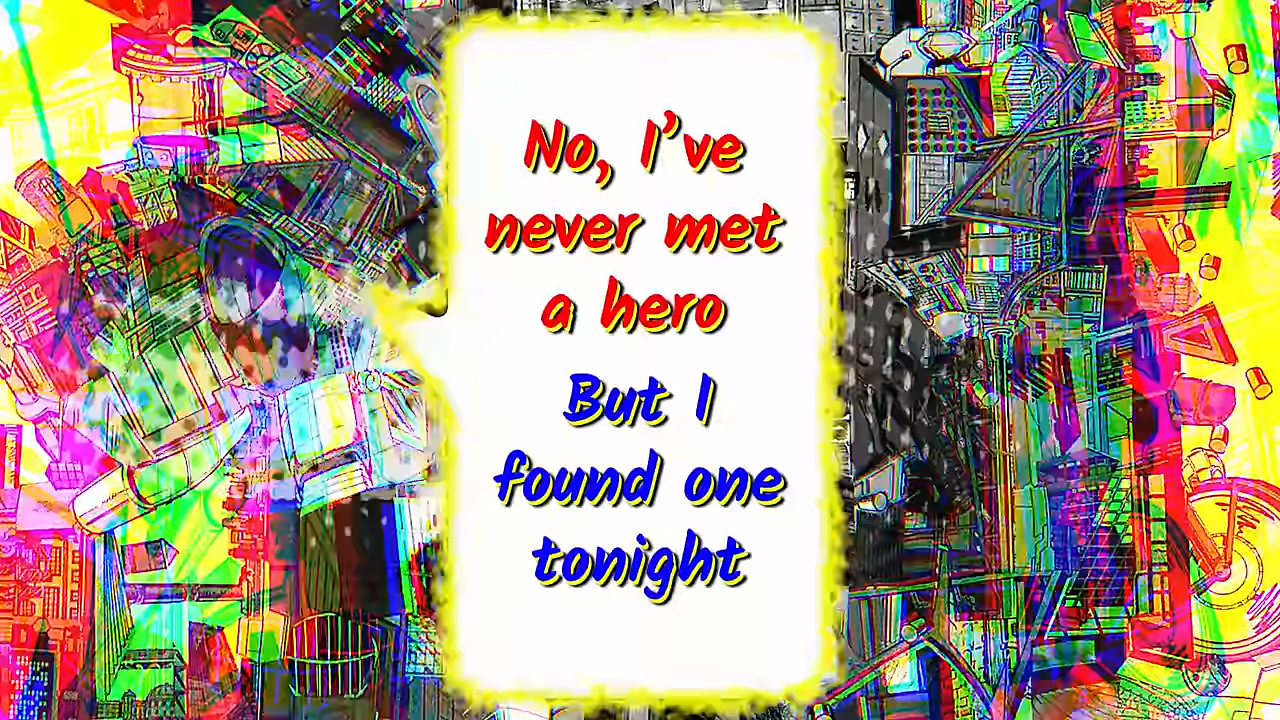 No, I’ve
never met
a hero
But I
found one
tonight